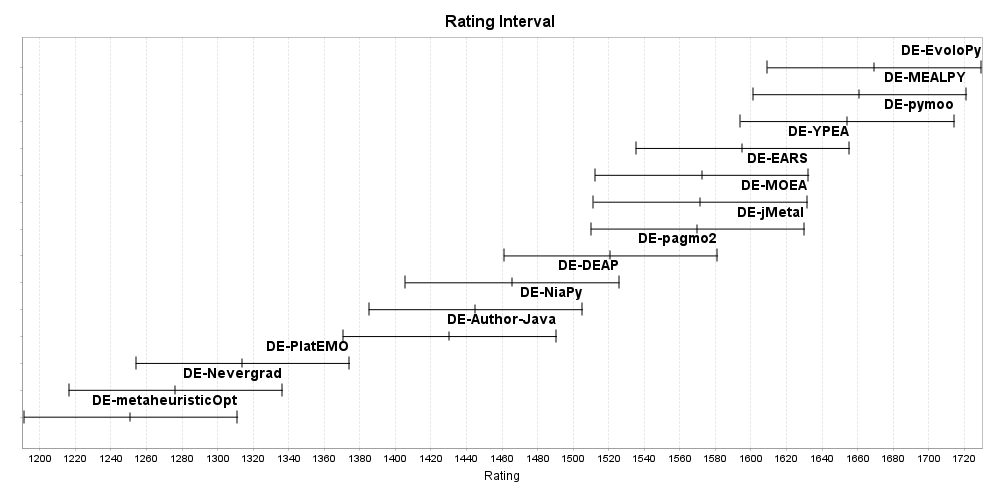 Rating Interval
DE-EvoloPy
DE-MEALPY
DE-pymoo
DE-YPEA
DE-EARS
DE-MOEA
DE-jMetal
DE-pagmo2
DE-DEAP
DE-NiaPy
DE-Author-Java
DE-PlatEMO
DE-Nevergrad
DE-metaheuristicOpt
1200 1220 1240 1260 1280 1300 1320 1340 1360 1380 1400 1420 1440 1460 1480 1500 1520 1540 1560 1580 1600 1620 1640 1660 1680 1700 1720
Rating